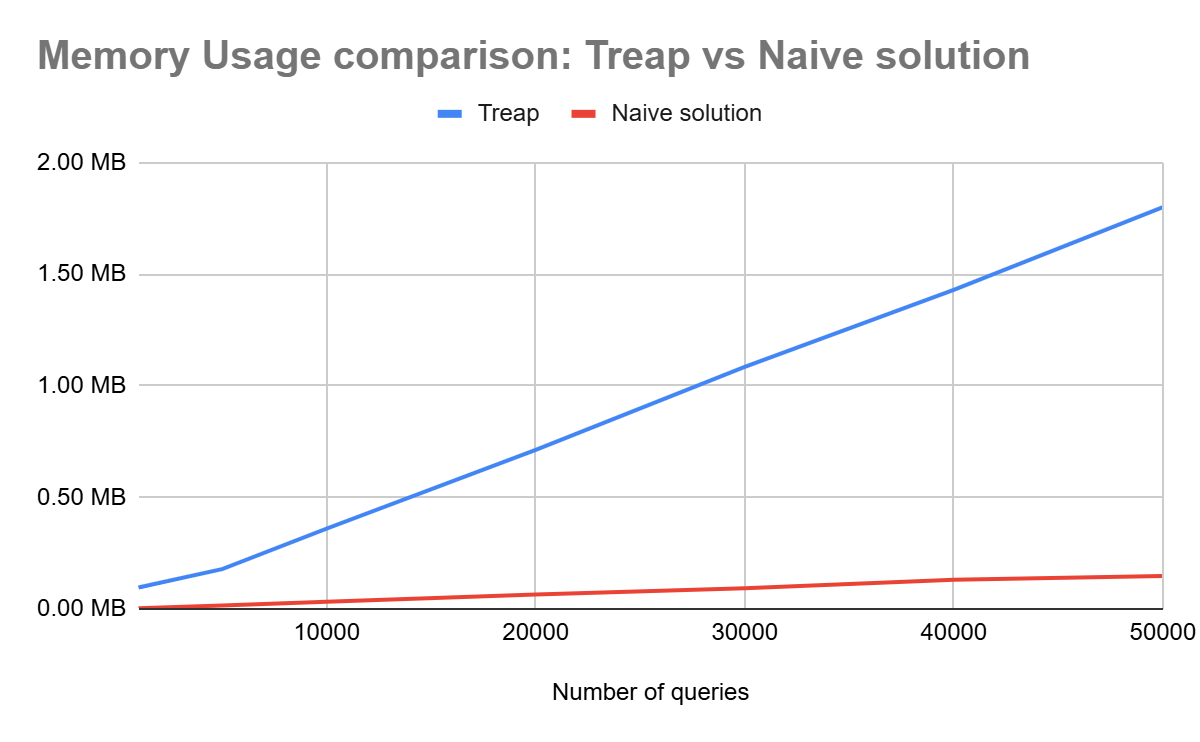 Memory Usage comparison: Treap vs Naive solution
Treap Naive solution
2.00 MB
1.50 MB
1.00 MB
0.50 MB
0.00 MB
10000 20000 30000 40000 50000
Number of queries